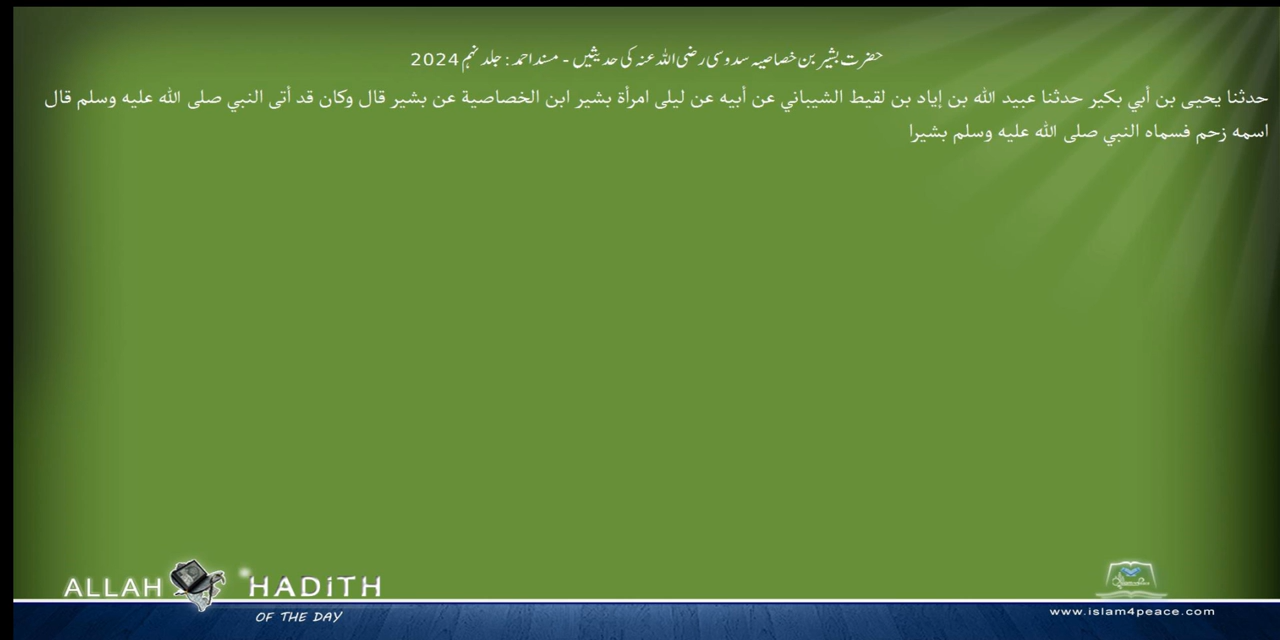 حضرت بشیر بن خصاصیہ سدوسی رضی اللہ عنہ کی حدیثیں - مسند احمد : جلد نہم 2024
حدثنا يحيى بن أبي بكير حدثنا عبيد الله بن إياد بن لقيط الشيباني عن أبيه عن ليلى امرأة بشير ابن الخصاصية عن بشير قال وكان قد أتى النبي صلى الله عليه وسلم قال
اسمه زحم فسماه النبي صلى الله عليه وسلم بشيرا
ALLAH HADITH
OF THE DAY
www.islam4peace.com